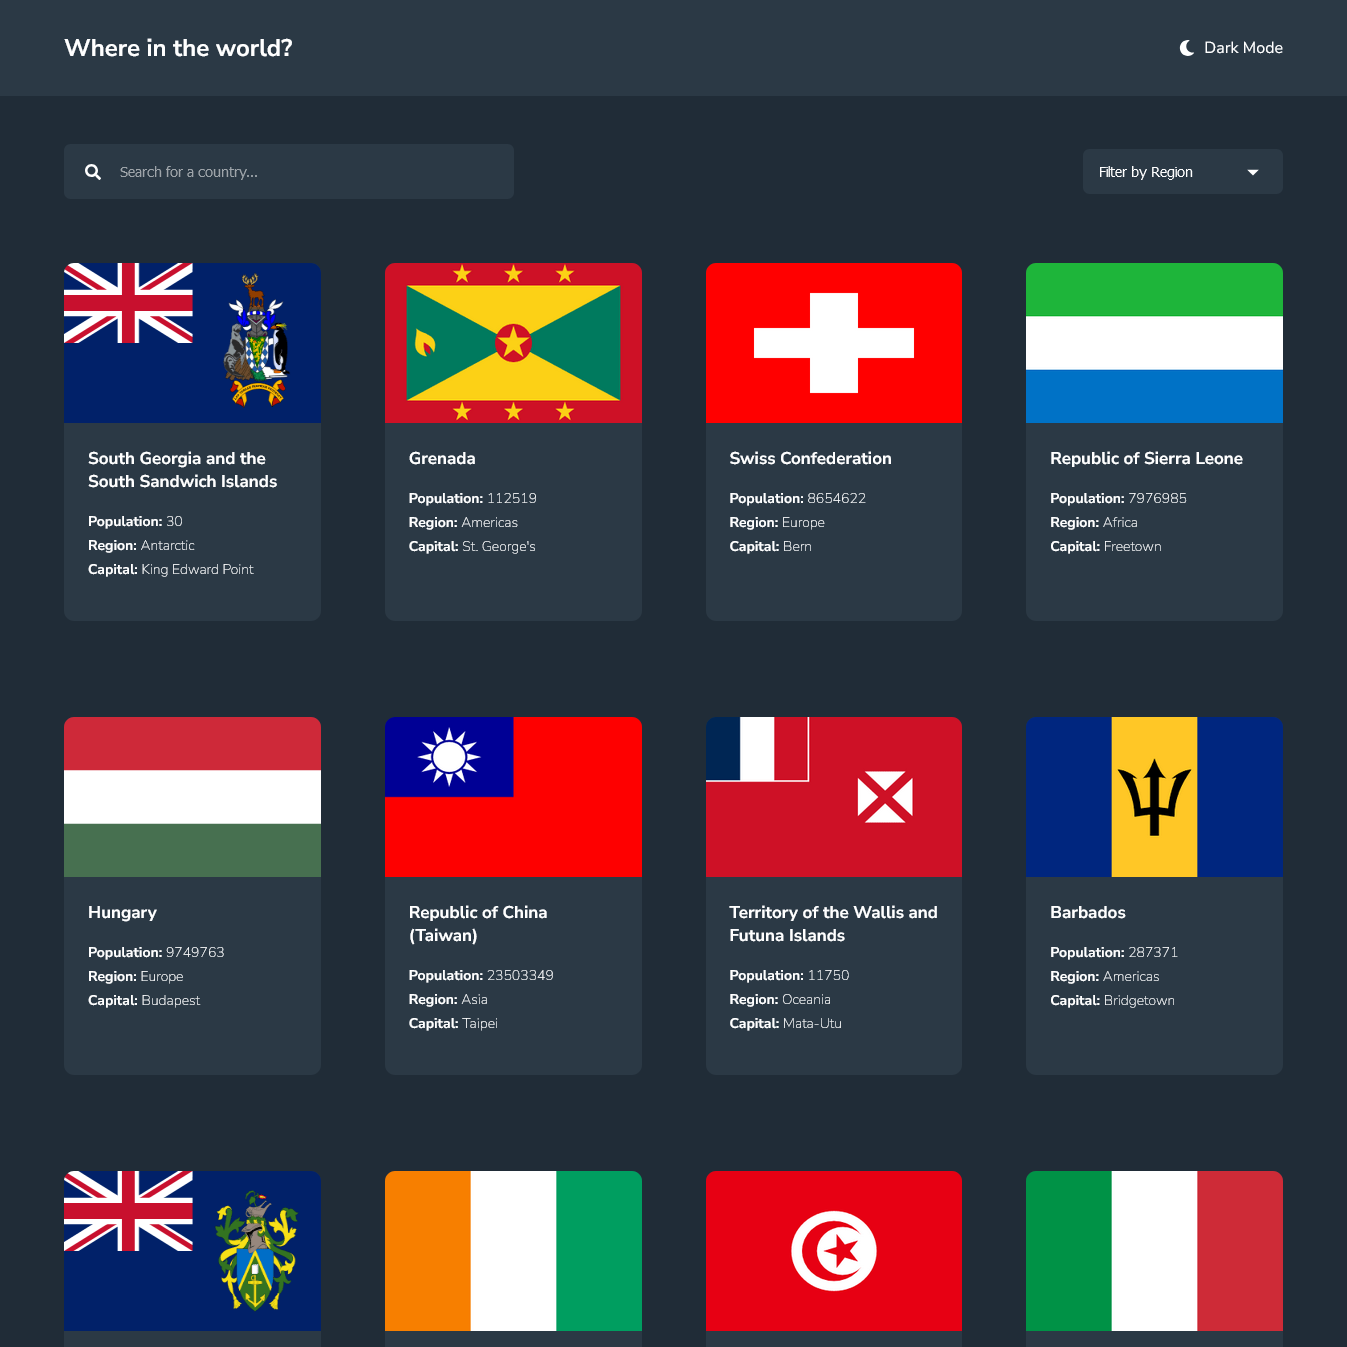 Where in the world?
Dark Mode
Search for a country...
Filter by Region
South Georgia and the
South Sandwich Islands
Population: 30
Region: Antarctic
Capital: King Edward Point
Grenada
Population: 112519
Region: Americas
Capital: St. George's
Swiss Confederation
Population: 8654622
Region: Europe
Capital: Bern
Republic of Sierra Leone
Population: 7976985
Region: Africa
Capital: Freetown
Hungary
Population: 9749763
Region: Europe
Capital: Budapest
Republic of China
(Taiwan)
Population: 23503349
Region: Asia
Capital: Taipei
Territory of the Wallis and
Futuna Islands
Population: 11750
Region: Oceania
Capital: Mata-Utu
Barbados
Population: 287371
Region: Americas
Capital: Bridgetown